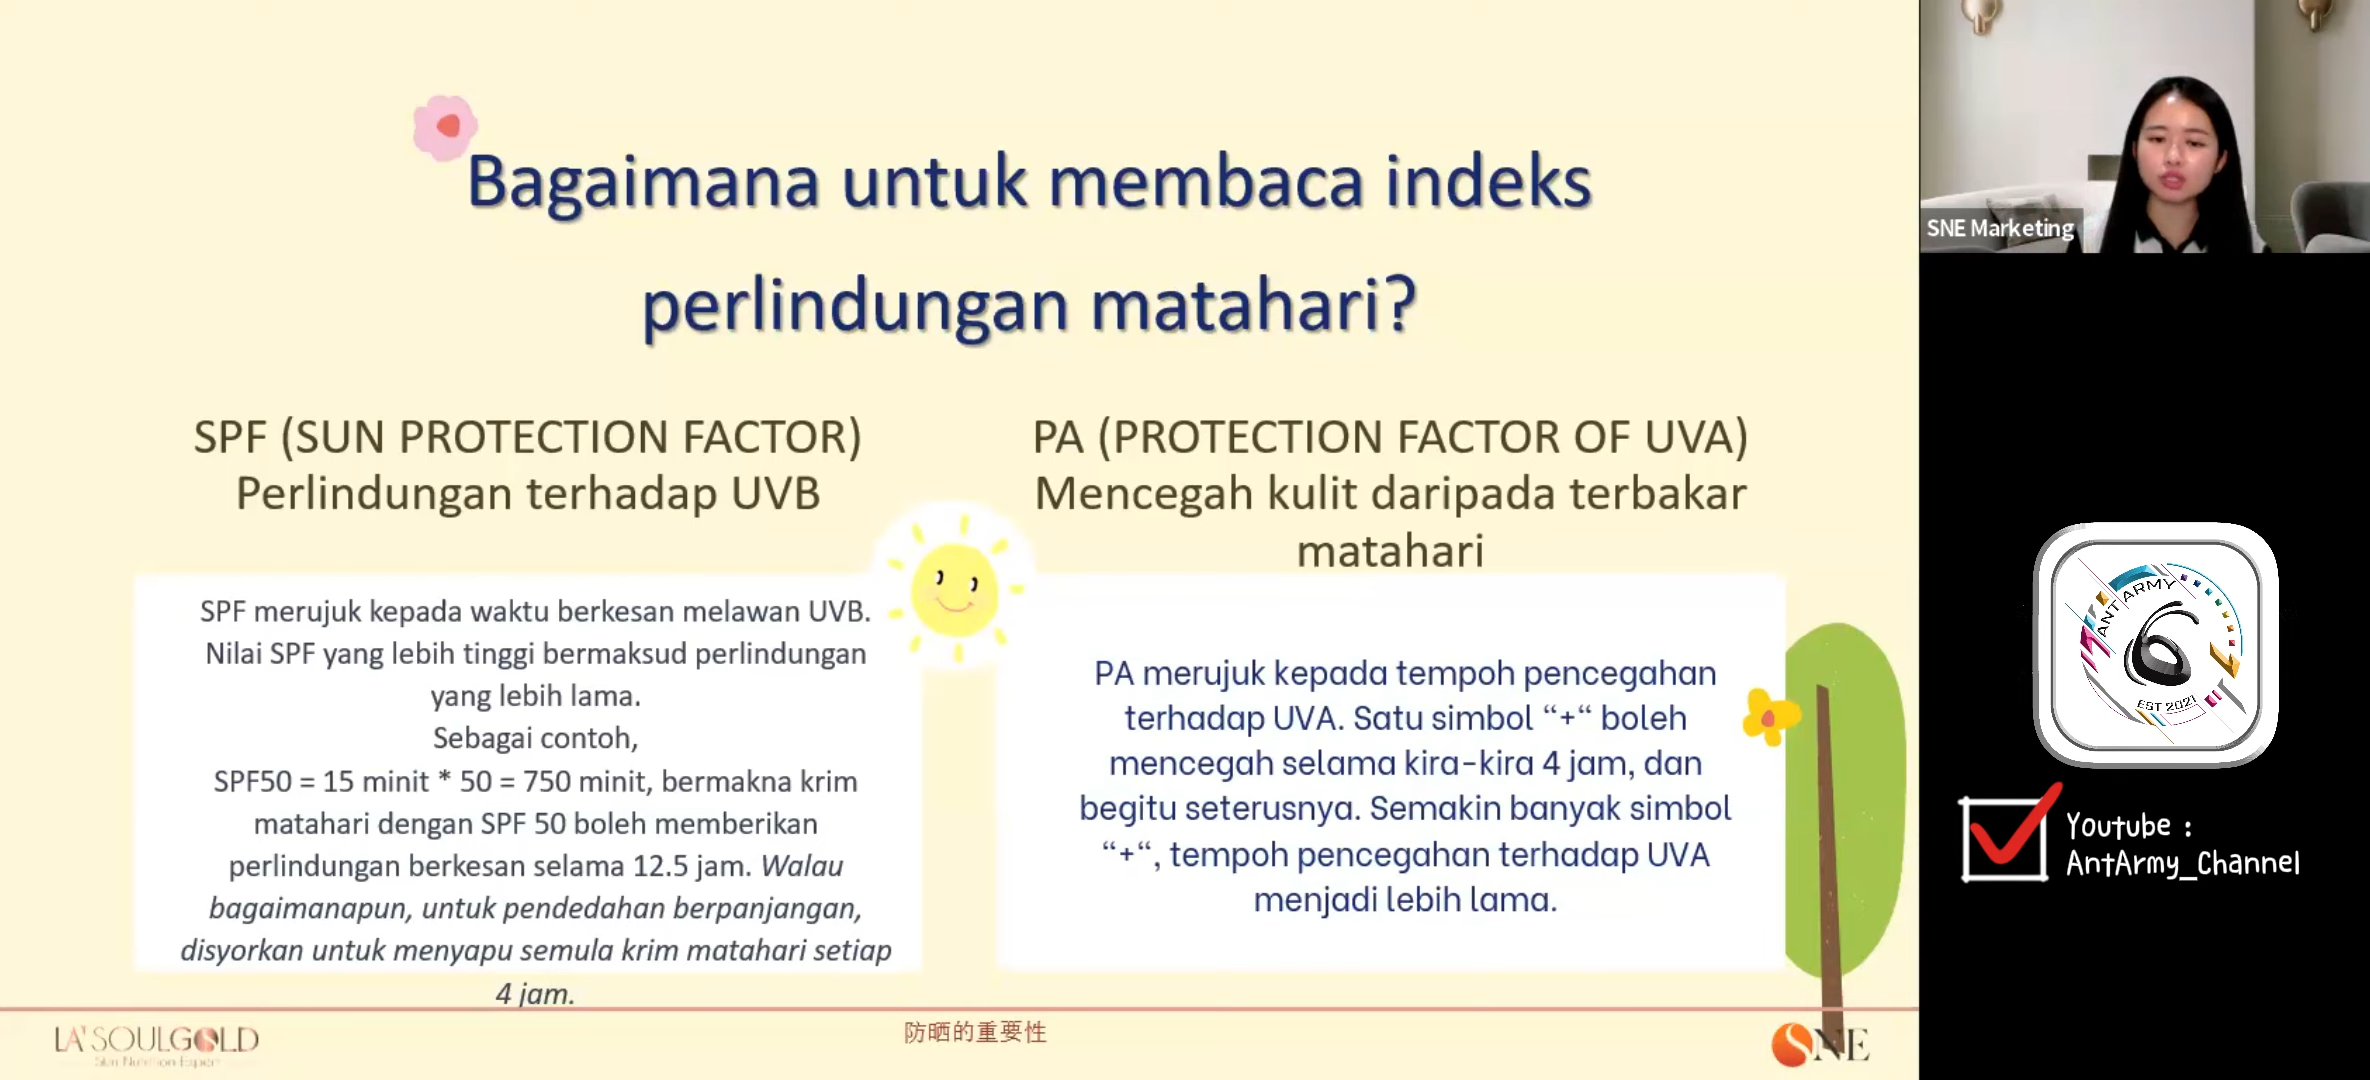 Bagaimana untuk membaca indeks
perlindungan matahari?
SPF (SUN PROTECTION FACTOR)
Perlindungan terhadap UVB
SPF merujuk kepada waktu berkesan melawan UVB.
Nilai SPF yang lebih tinggi bermaksud perlindungan
yang lebih lama.
Sebagai contoh,
SPF50 = 15 minit * 50 = 750 minit, bermakna krim
matahari dengan SPF 50 boleh memberikan
perlindungan berkesan selama 12.5 jam. Walau
bagaimanapun, untuk pendedahan berpanjangan,
disyorkan untuk menyapu semula krim matahari setiap
4 jam.
PA (PROTECTION FACTOR OF UVA)
Mencegah kulit daripada terbakar
matahari
PA merujuk kepada tempoh pencegahan
terhadap UVA. Satu simbol “+“ boleh
mencegah selama kira-kira 4 jam, dan
begitu seterusnya. Semakin banyak simbol
“+“, tempoh pencegahan terhadap UVA
menjadi lebih lama.
LA'SOULGOLD
Skin Nutrition Expert
防晒的重要性
SNE
SNE Marketing
ANT ARMY
6
EST 2021
Youtube :
AntArmy_Channel